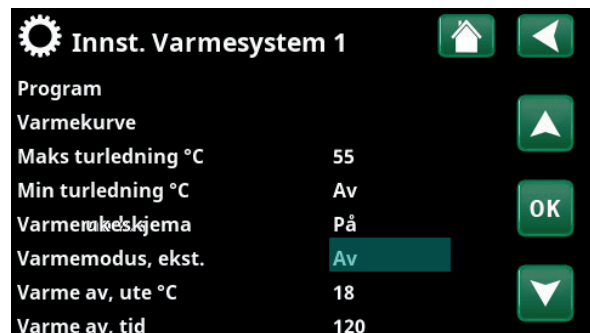 Innst. Varmesystem 1
Program
Varmekurve
Maks turledning °C 55
Min turledning °C Av
På
Varmemodus, ekst. Av
OK
Varme av, ute °C 18
Varme av, tid 120